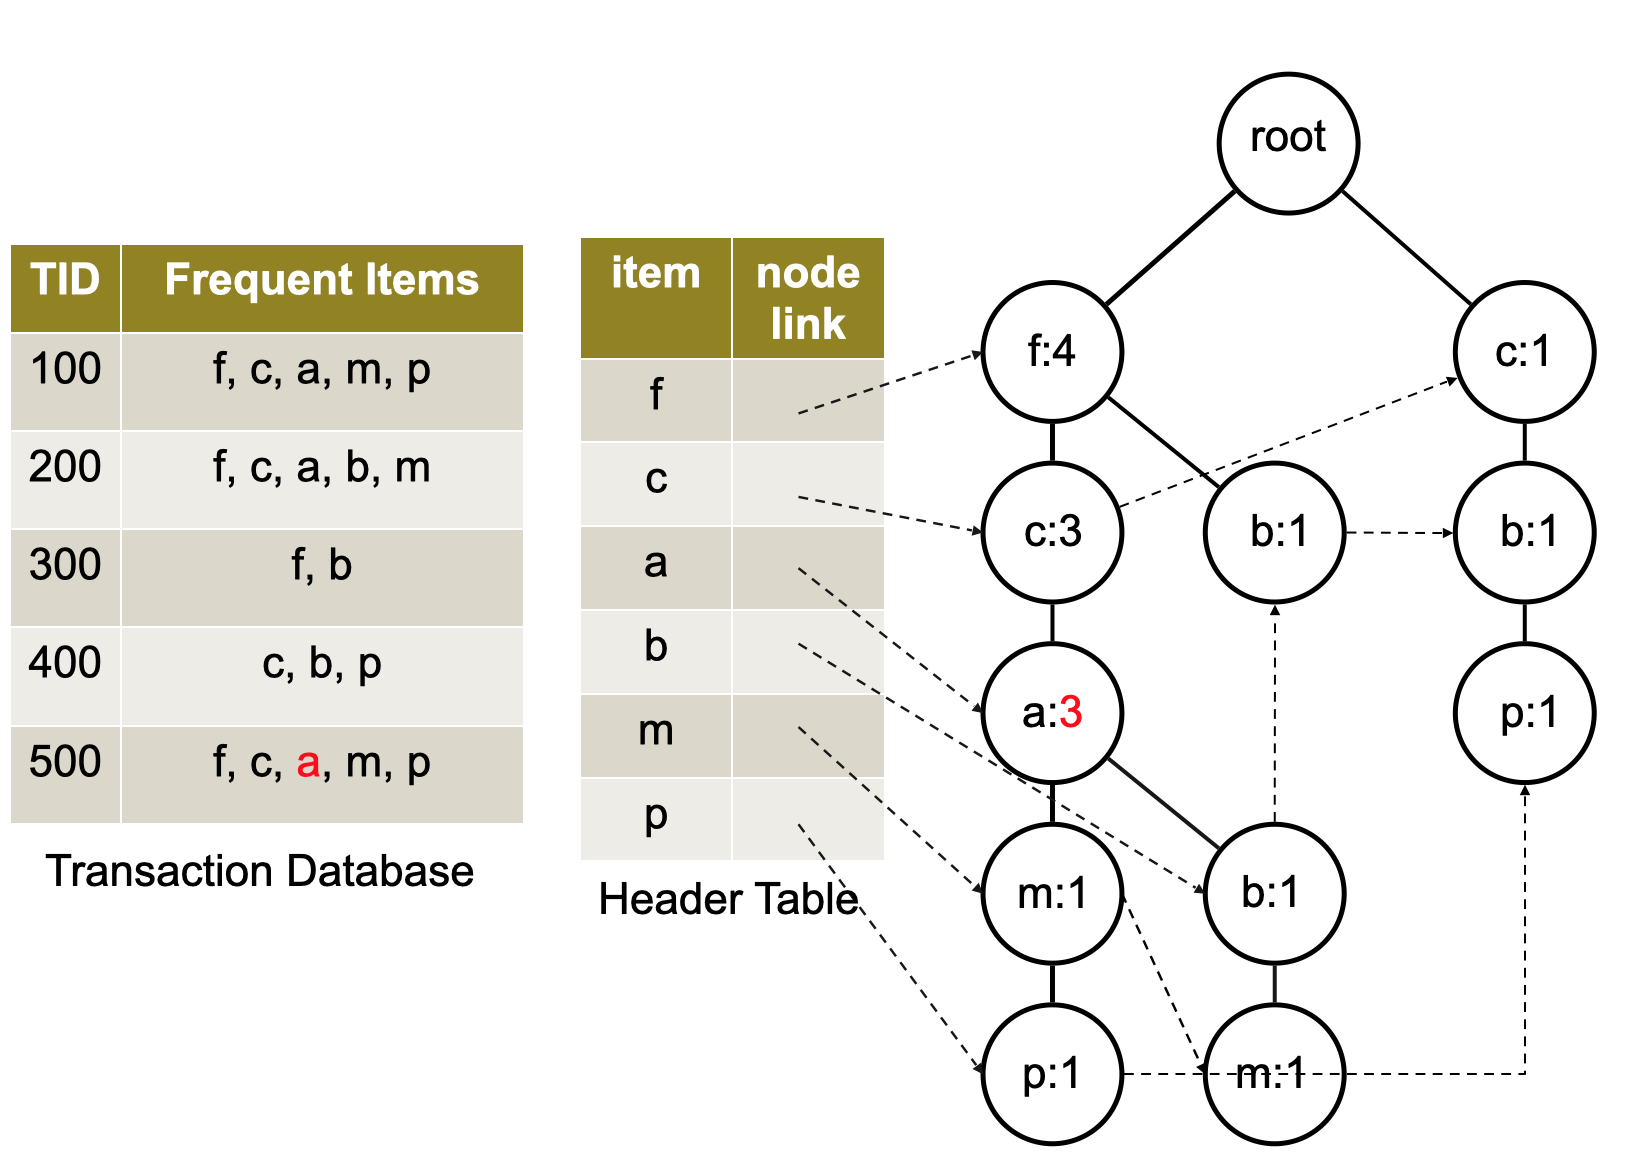 TID Frequent Items
100 f, c, a, m, p
200 f, c, a, b, m
300 f, b
400 c, b, p
500 f, c, a, m, p
Transaction Database
item node
link
f
c
a
b
m
p
Header Table
root
f:4 c:1
c:3 b:1 b:1
a:3 p:1
m:1 b:1
p:1 m:1